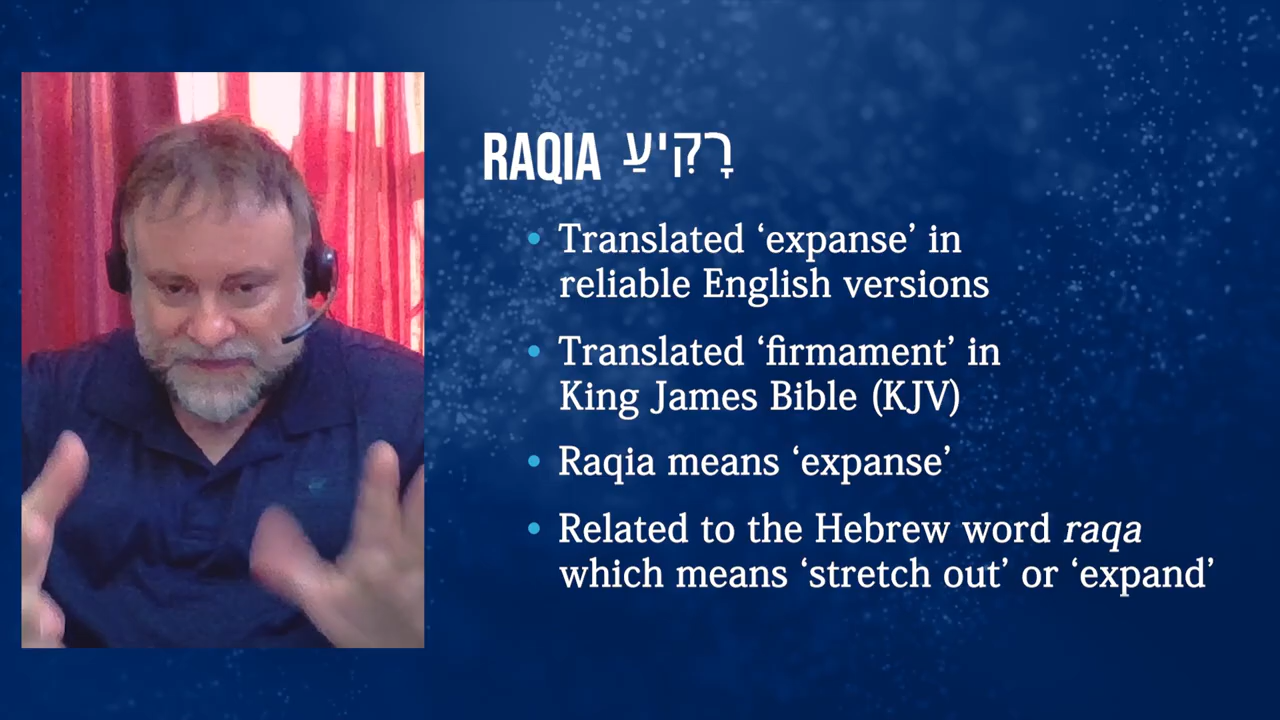 RAQIA רָקִיעַ
• Translated ‘expanse’ in
reliable English versions
• Translated ‘firmament’ in
King James Bible (KJV)
• Raqia means ‘expanse’
• Related to the Hebrew word raqa
which means ‘stretch out’ or ‘expand’